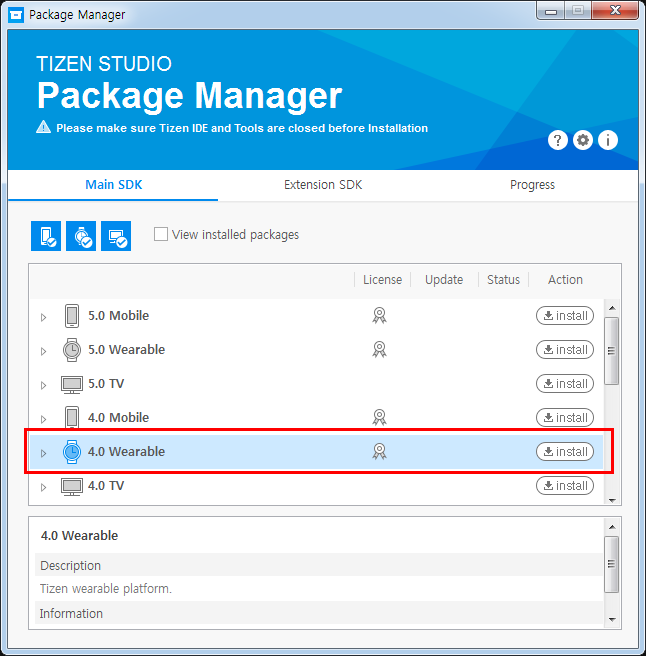 Package Manager
TIZEN STUDIO
Package Manager
Please make sure Tizen IDE and Tools are closed before Installation
? i
Main SDK Extension SDK Progress
View installed packages
License Update Status Action
5.0 Mobile install
5.0 Wearable install
5.0 TV install
4.0 Mobile install
4.0 Wearable install
4.0 TV install
4.0 Wearable
Description
Tizen wearable platform.
Information